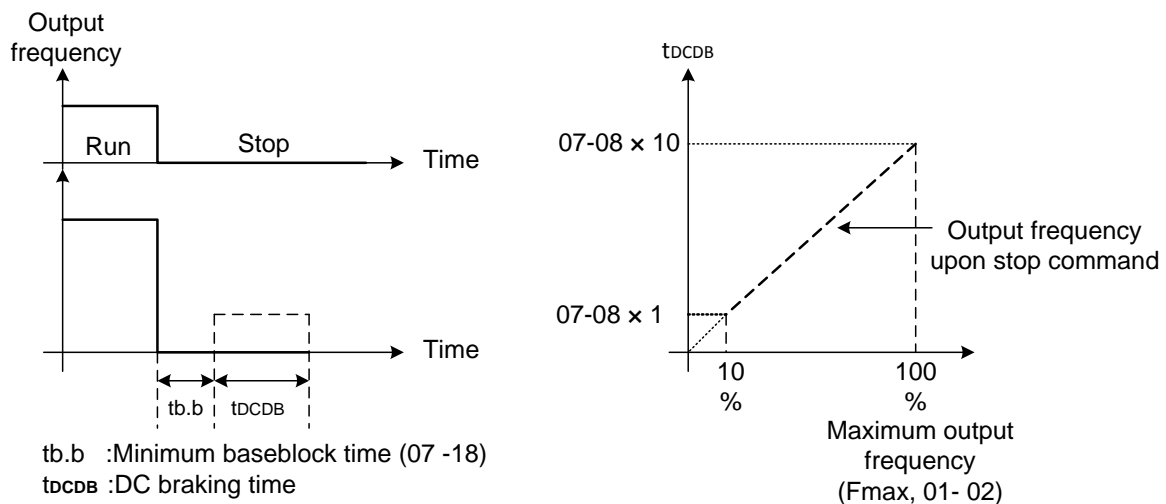 Output
frequency
Run
Stop
Time
Time
tb.b
tDCDB
tb.b :Minimum baseblock time (07 -18)
tDCDB :DC braking time
tDCDB
07-08 × 10
07-08 × 1
Output frequency
upon stop command
10
%
100
%
Maximum output
frequency
(Fmax, 01- 02)